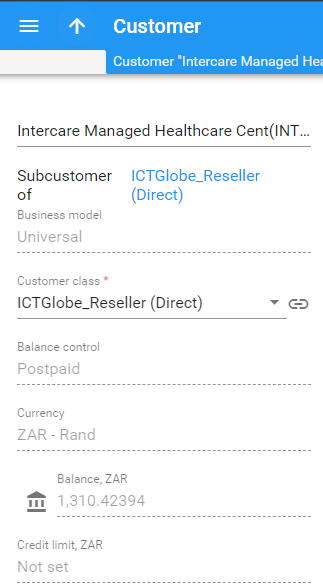 Customer
Customer "Intercare Managed Hea
Intercare Managed Healthcare Cent(INT...
Subcustomer of
ICTGlobe_Reseller (Direct)
Business model
Universal
Customer class *
ICTGlobe_Reseller (Direct)
Balance control
Postpaid
Currency
ZAR - Rand
Balance, ZAR
1,310.42394
Credit limit, ZAR
Not set